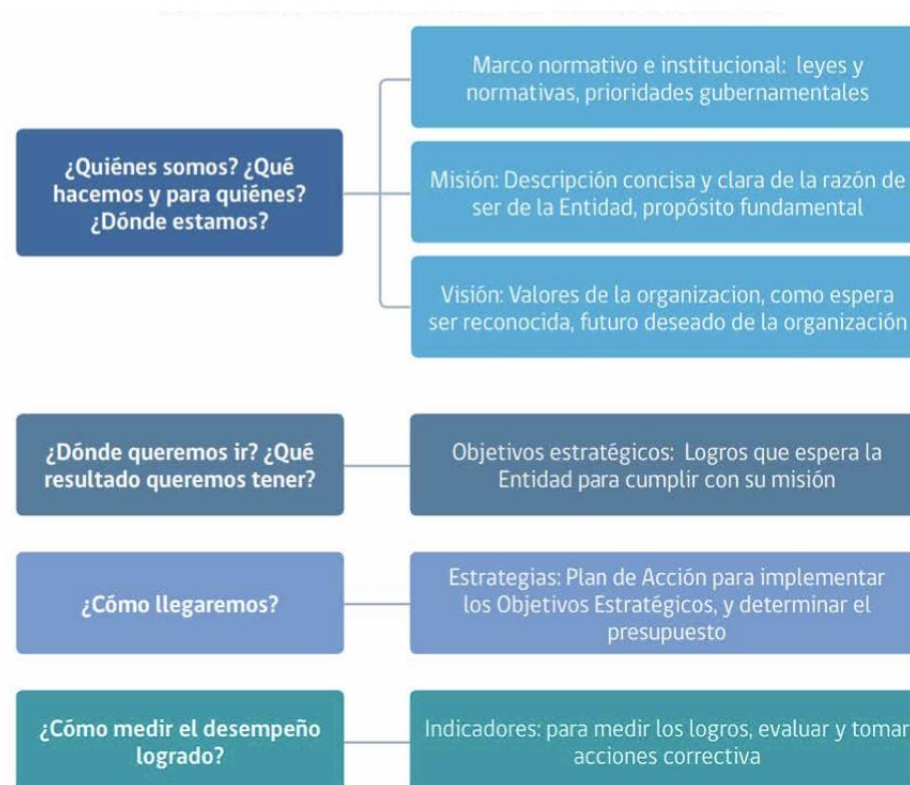 ¿Quiénes somos? ¿Qué
hacemos y para quiénes?
¿Dónde estamos?
Marco normativo e institucional: leyes y
normativas, prioridades gubernamentales
Misión: Descripción concisa y clara de la razón de
ser de la Entidad, propósito fundamental
Visión: Valores de la organizacion, como espera
ser reconocida, futuro deseado de la organización
¿Dónde queremos ir? ¿Qué
resultado queremos tener?
Objetivos estratégicos: Logros que espera la
Entidad para cumplir con su misión
¿Cómo llegaremos?
Estrategias: Plan de Acción para implementar
los Objetivos Estratégicos, y determinar el
presupuesto
¿Cómo medir el desempeño
logrado?
Indicadores: para medir los logros, evaluar y tomar
acciones correctiva